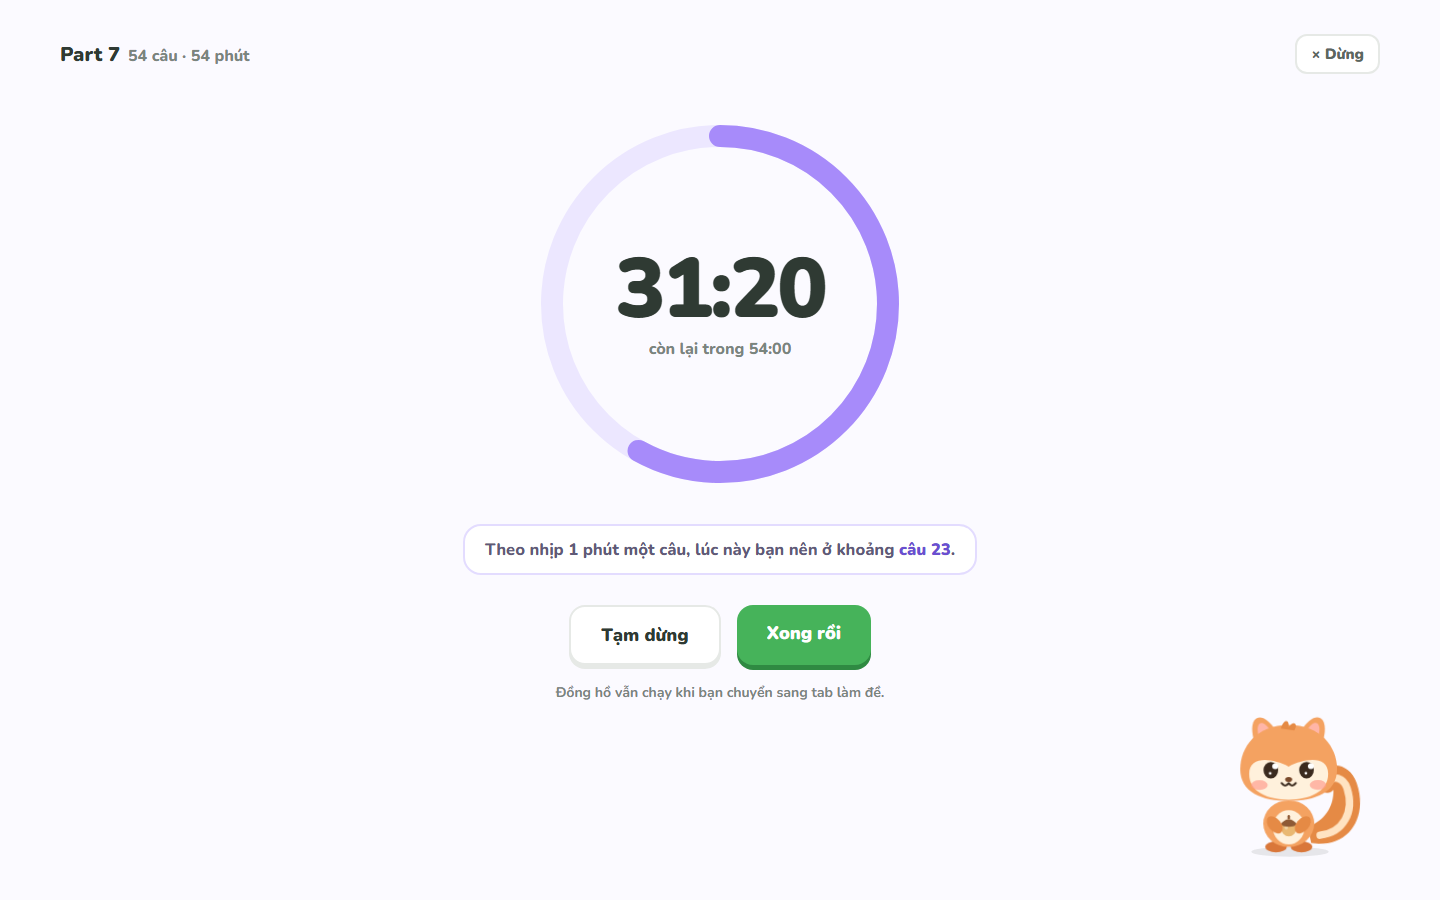 Part 7 54 câu · 54 phút
× Dừng
31:20
còn lại trong 54:00
Theo nhịp 1 phút một câu, lúc này bạn nên ở khoảng câu 23.
Tạm dừng
Xong rồi
Đồng hồ vẫn chạy khi bạn chuyển sang tab làm đề.